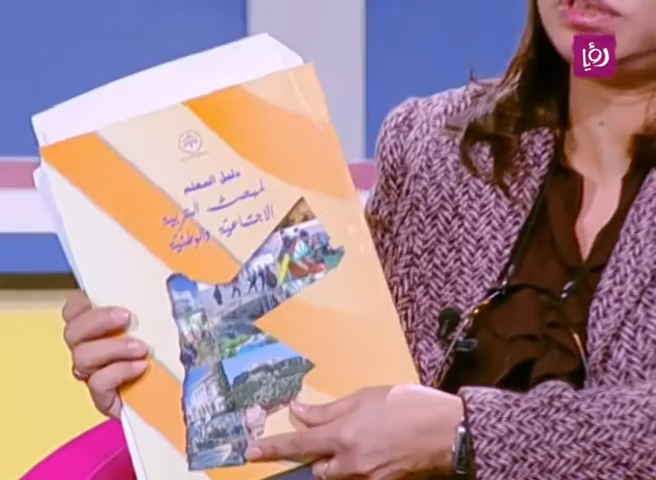 رؤيا
دليل المعلم
لمبحث التربية
الاجتماعية والوطنية